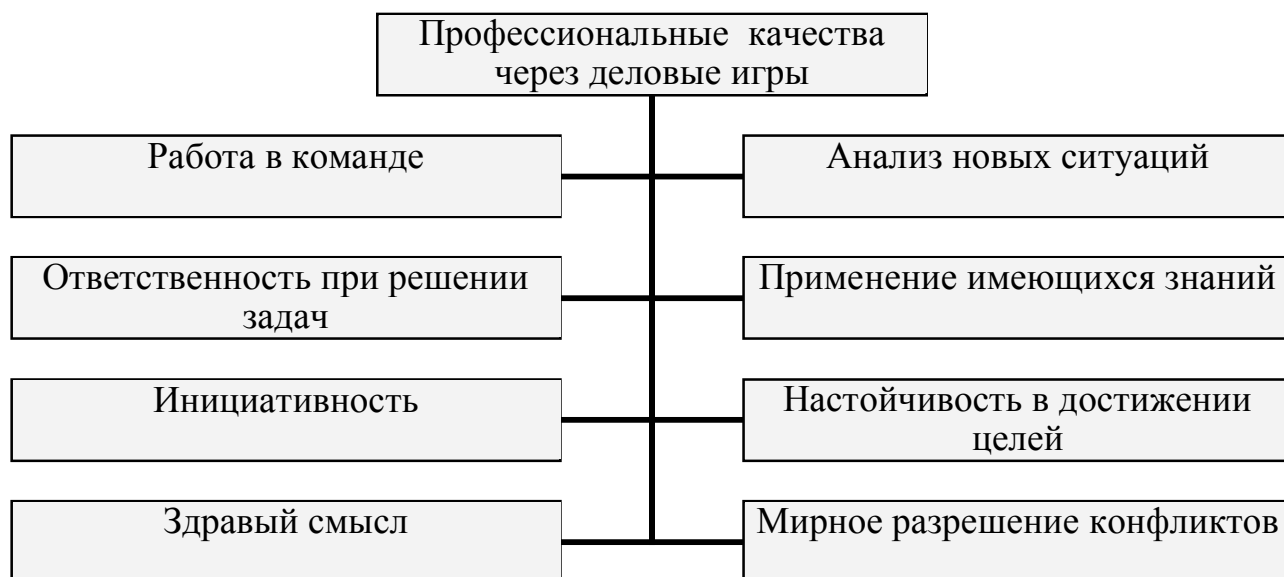 Профессиональные качества
через деловые игры
Работа в команде
Анализ новых ситуаций
Ответственность при решении
задач
Применение имеющихся знаний
Инициативность
Настойчивость в достижении
целей
Здравый смысл
Мирное разрешение конфликтов